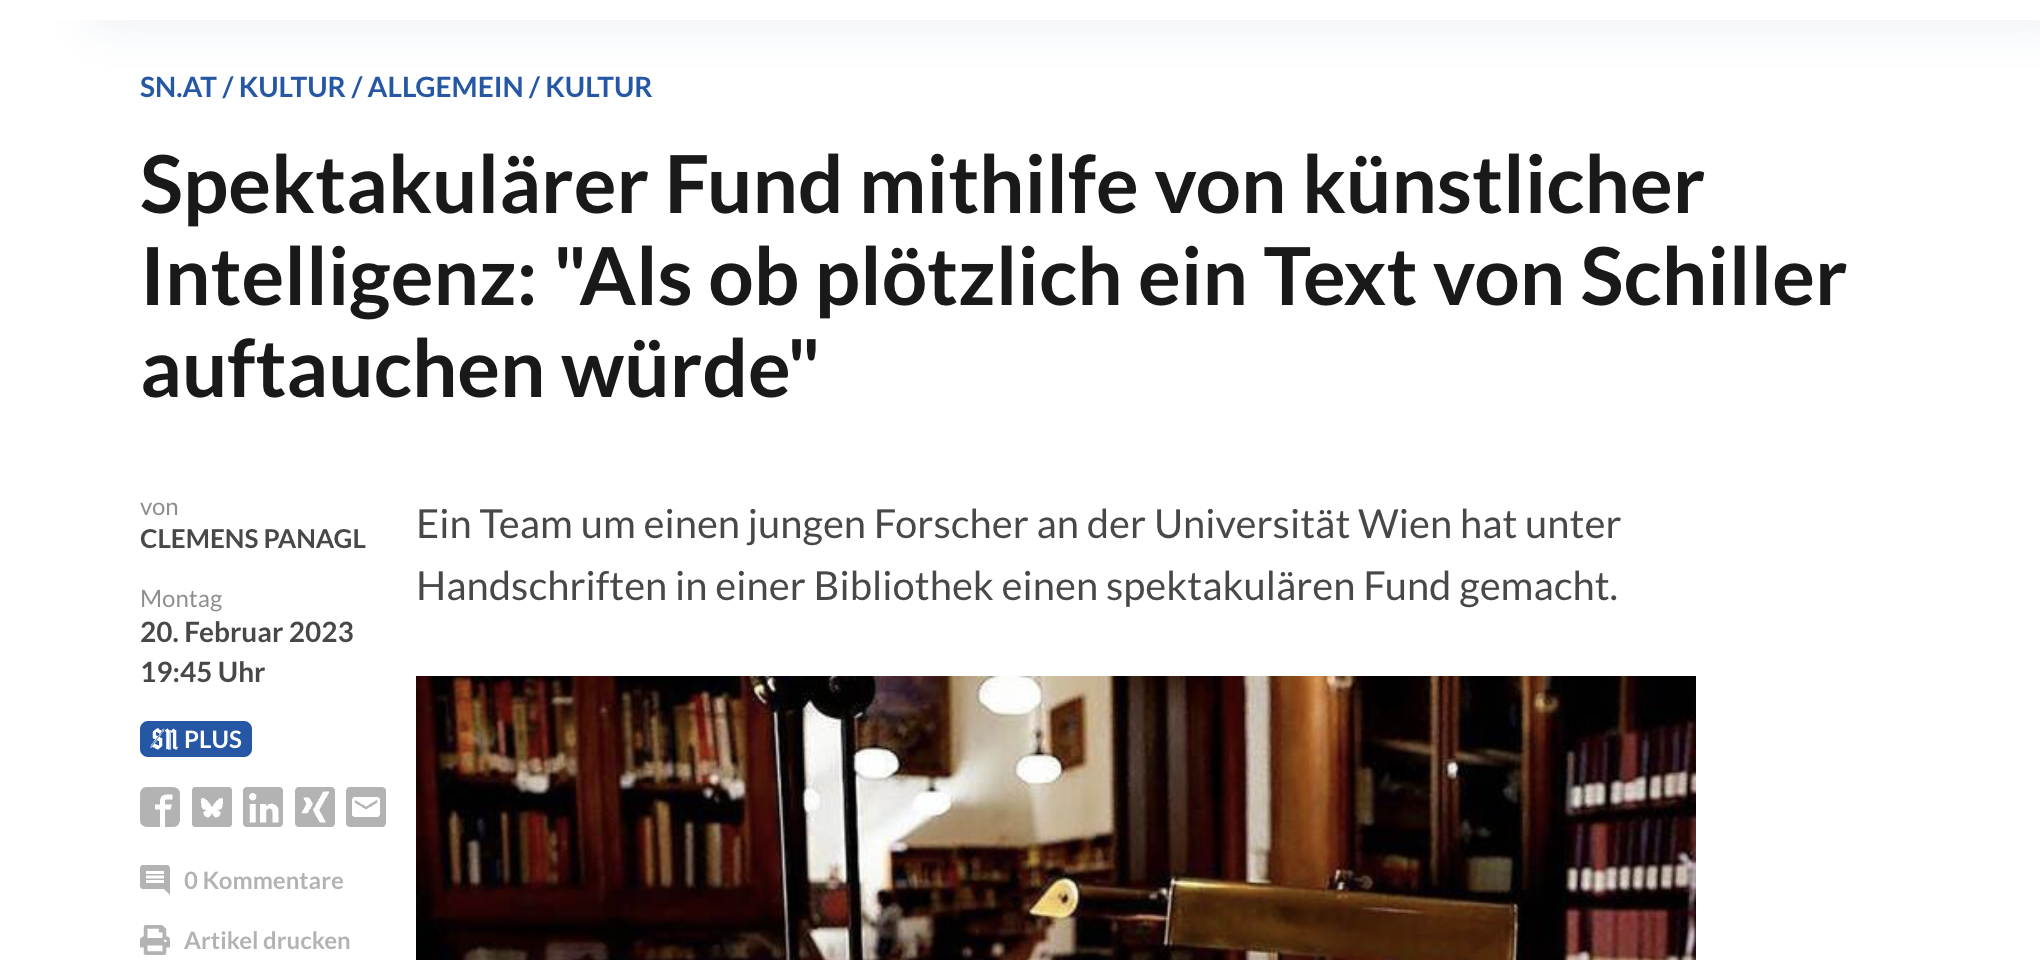 SN.AT / KULTUR / ALLGEMEIN / KULTUR
Spektakulärer Fund mithilfe von künstlicher
Intelligenz: "Als ob plötzlich ein Text von Schiller
auftauchen würde"
von
CLEMENS PANAGL
Montag
20. Februar 2023
19:45 Uhr
SN PLUS
0 Kommentare
Artikel drucken
Ein Team um einen jungen Forscher an der Universität Wien hat unter
Handschriften in einer Bibliothek einen spektakulären Fund gemacht.